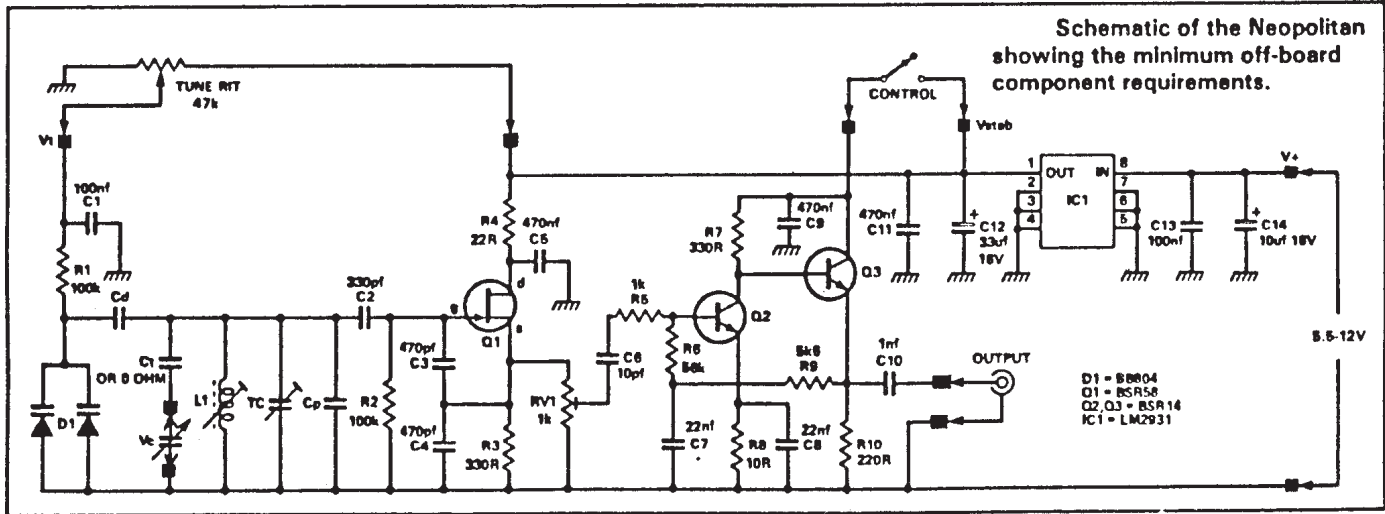 Schematic of the Neopolitan
showing the minimum off-board
component requirements.
TUNE RIT
47k
V1
100nf
C1
R1
100k
Cd
D1
C1
OR 0 OHM
Vc
L1
TC
Cp
330pf
C2
R2
100k
470pf
C3
470pf
C4
R4
22R
470nf
C5
g
d
s
Q1
R3
330R
RV1
1k
C6
10pf
1k
R5
R6
56k
22nf
C7
R7
330R
470nf
C9
Q2
Q3
5k6
R9
R8
10R
22nf
C8
R10
220R
1nf
C10
OUTPUT
CONTROL
Vstab
470nf
C11
+
C12
33uf
16V
1
2
3
4
OUT
IN
IC1
8
7
6
5
C13
100nf
+
C14
10uf 16V
V+
5.5-12V
D1 = BB804
Q1 = BSR58
Q2,Q3 = BSR14
IC1 = LM2931